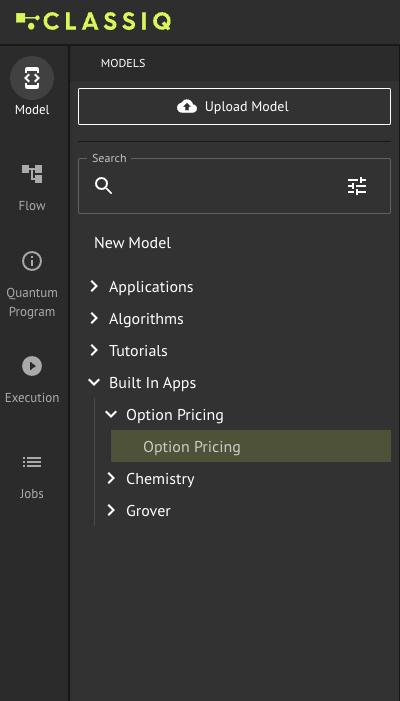 CLASSIQ
MODELS
Model
Upload Model
Search
Flow
New Model
Quantum
Program
Applications
Algorithms
Tutorials
Built In Apps
Execution
Option Pricing
Option Pricing
Chemistry
Jobs
Grover